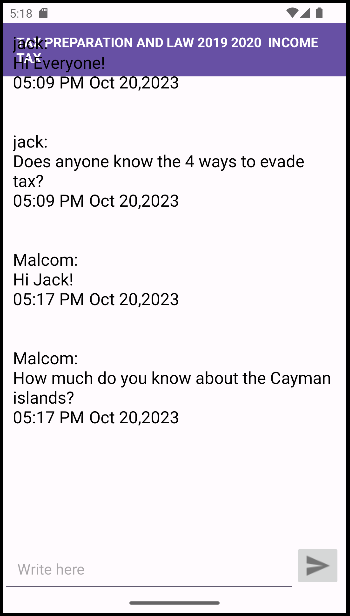 5:18
TAX PREPARATION AND LAW 2019 2020 INCOME
TAX
jack:
Hi Everyone!
05:09 PM Oct 20,2023
jack:
Does anyone know the 4 ways to evade
tax?
05:09 PM Oct 20,2023
Malcom:
Hi Jack!
05:17 PM Oct 20,2023
Malcom:
How much do you know about the Cayman
islands?
05:17 PM Oct 20,2023
Write here